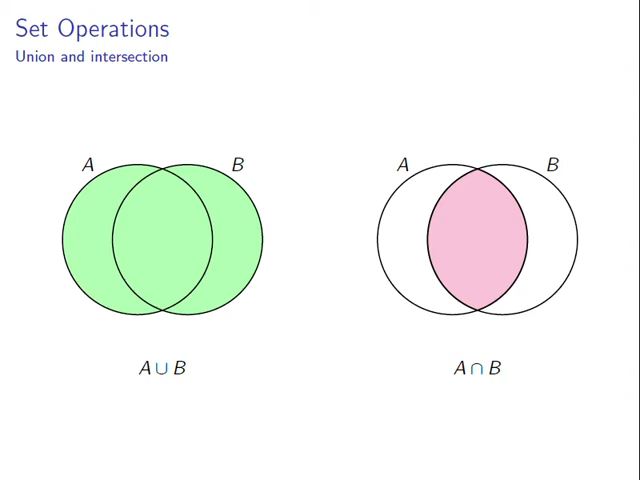 Set Operations
Union and intersection
A B
A B
A ∪ B
A ∩ B